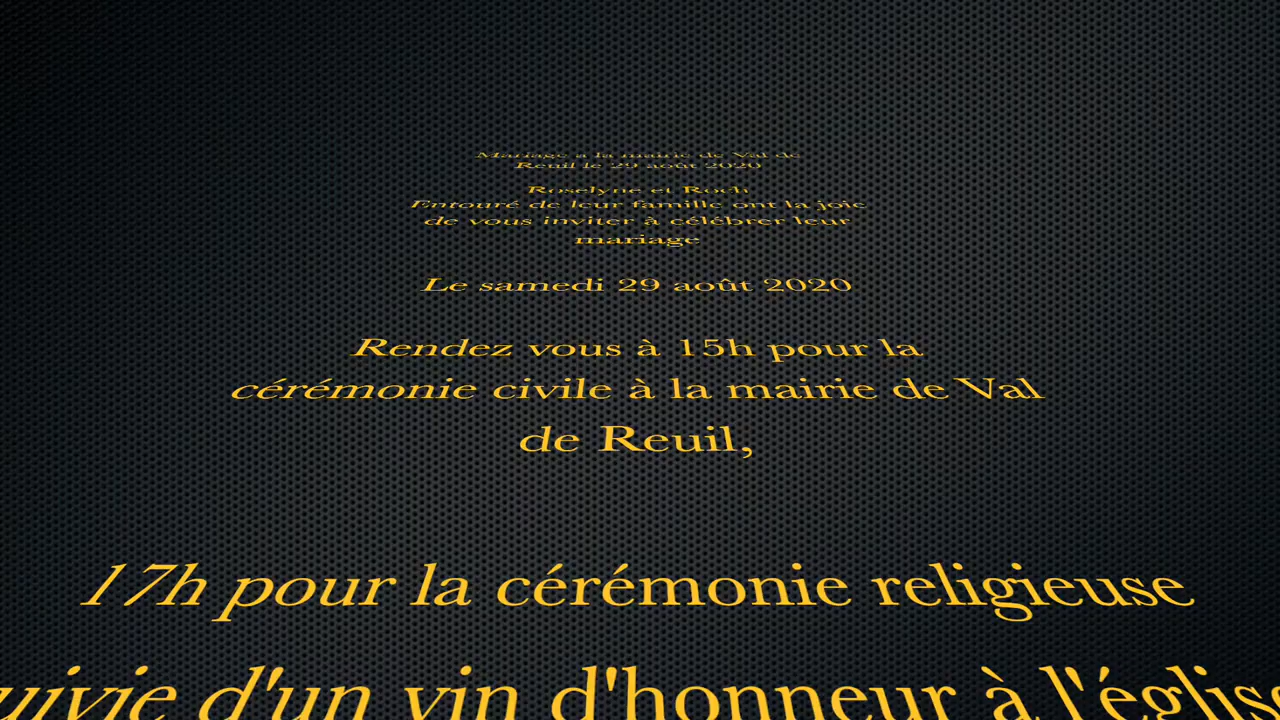 Mariage a la mairie de Val de
Reuil le 29 août 2020
Roselyne et Roch
Entouré de leur famille ont la joie
de vous inviter à célébrer leur
mariage
Le samedi 29 août 2020
Rendez vous à 15h pour la
cérémonie civile à la mairie de Val
de Reuil,
17h pour la cérémonie religieuse
uivie d'un vin d'honneur à l'église